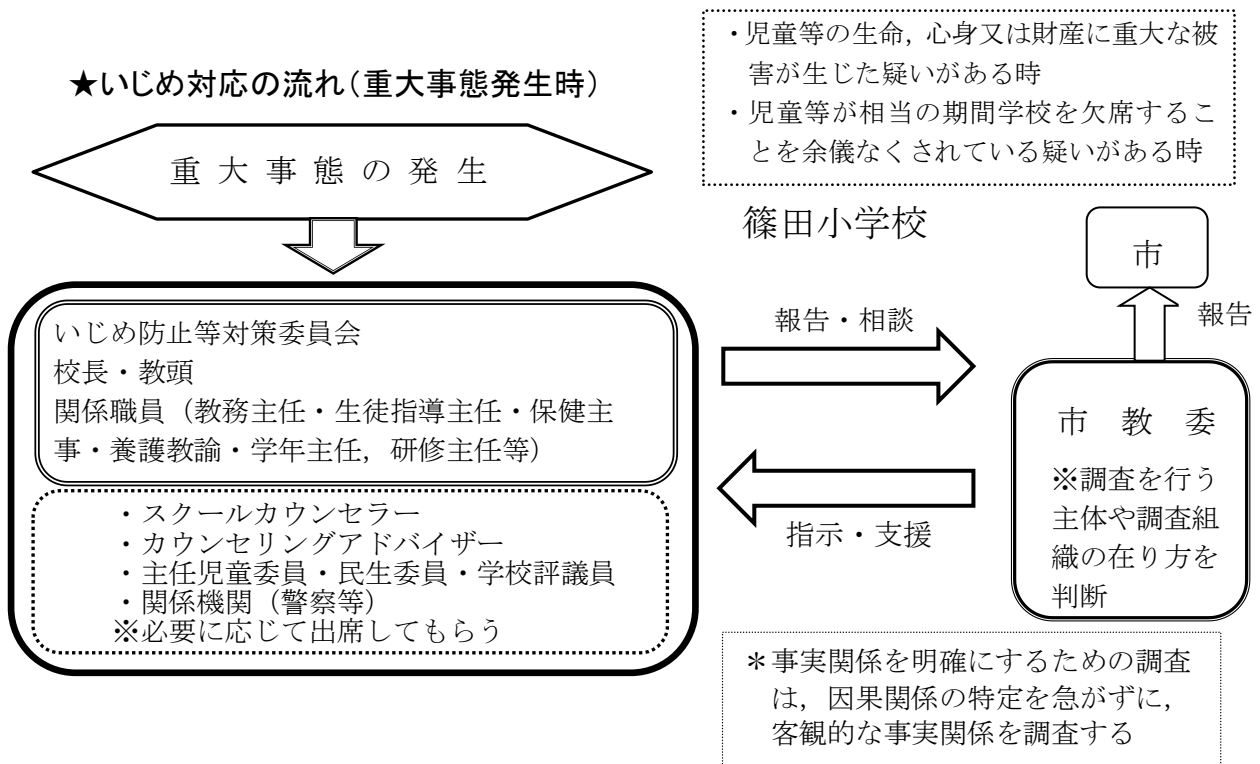 ★いじめ対応の流れ(重大事態発生時)
・児童等の生命,心身又は財産に重大な被
害が生じた疑いがある時
・児童等が相当の期間学校を欠席するこ
とを余儀なくされている疑いがある時
重大事態の発生
篠田小学校
市
報告
いじめ防止等対策委員会
校長・教頭
関係職員(教務主任・生徒指導主任・保健主
事・養護教諭・学年主任,研修主任等)
・スクールカウンセラー
・カウンセリングアドバイザー
・主任児童委員・民生委員・学校評議員
・関係機関(警察等)
※必要に応じて出席してもらう
報告・相談
指示・支援
市教委
※調査を行う
主体や調査組
織の在り方を
判断
*事実関係を明確にするための調査
は,因果関係の特定を急がずに,
客観的な事実関係を調査する